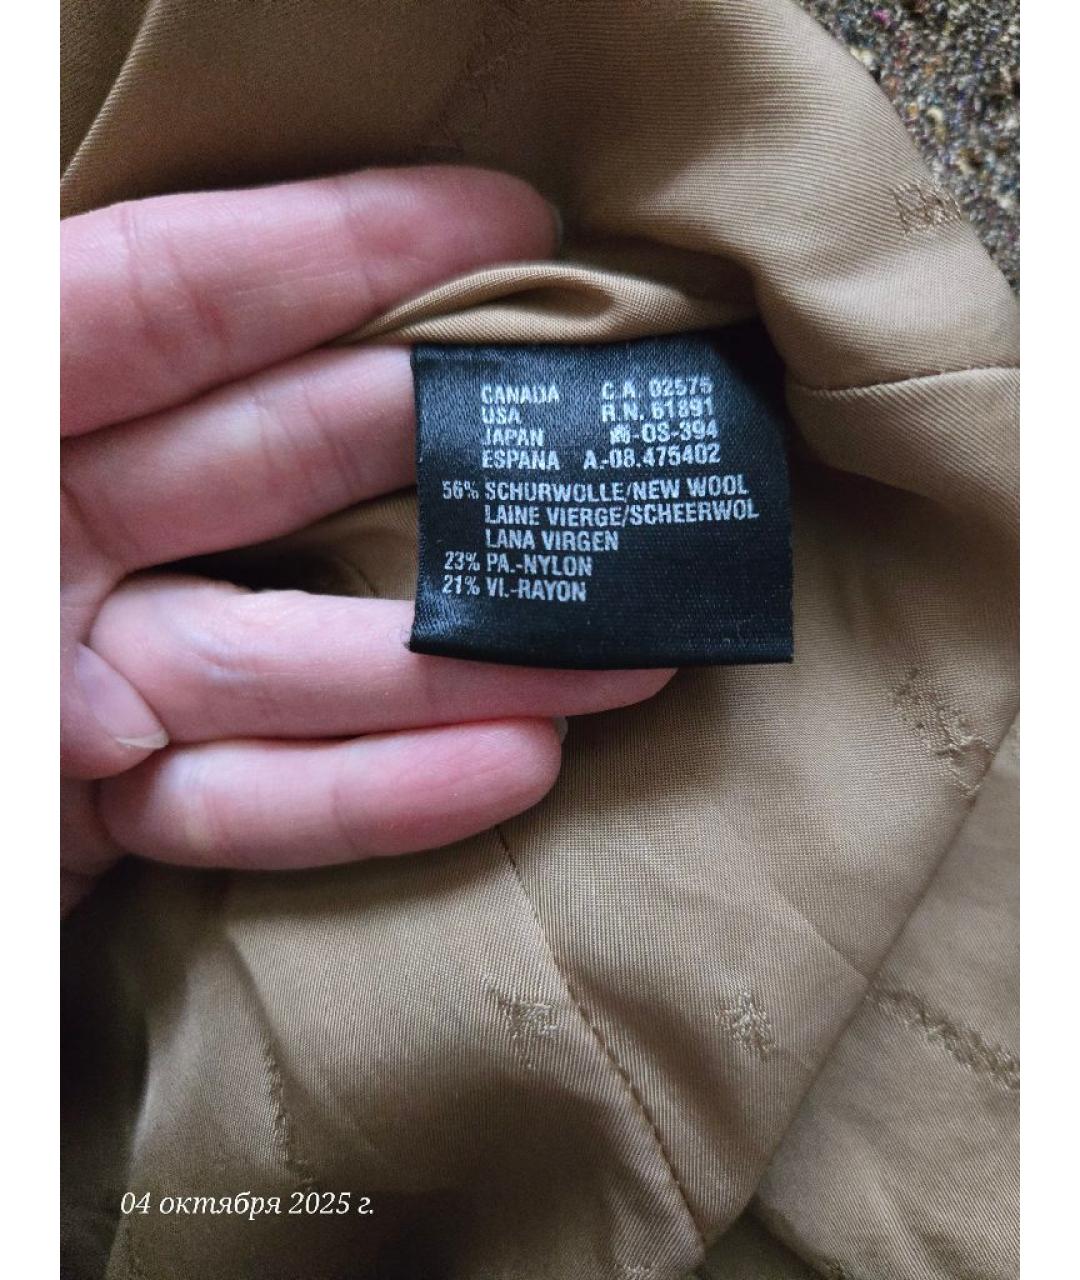 CANADA C A 02575
USA R.N. 61891
JAPAN -OS-394
ESPANA A.-08.475402
56% SCHURWOLLE/NEW WOOL
LAINE VIERGE/SCHEERWOL
LANA VIRGEN
23% PA.-NYLON
21% VI.-RAYON
04 октября 2025 г.